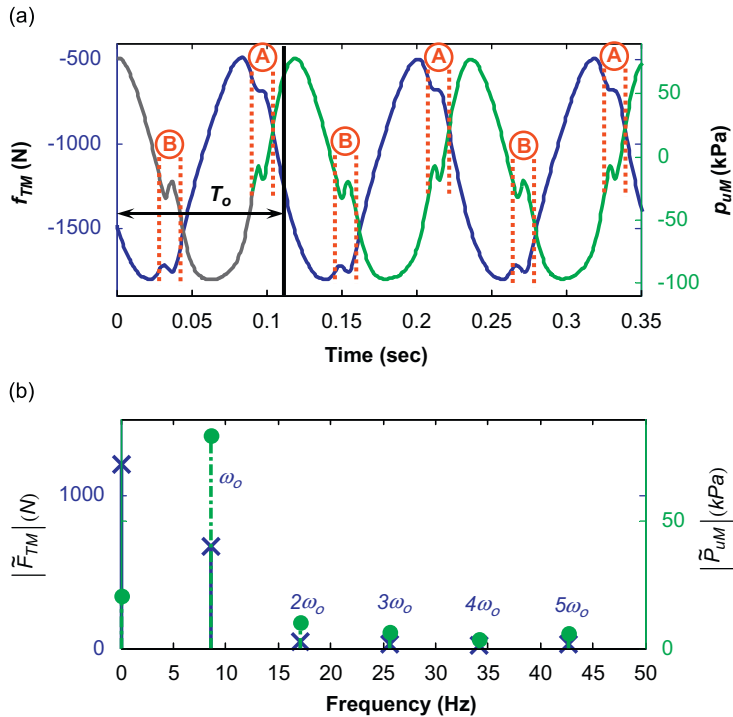 (a)
A A A
-500 50
B B B
f_TM (N) -1000 0 p_uM (kPa)
T_o
-1500 -50
-100
0 0.05 0.1 0.15 0.2 0.25 0.3 0.35
Time (sec)
(b)
ω_o
1000 50
|F̃_TM| (N) |P̃_uM| (kPa)
2ω_o 3ω_o 4ω_o 5ω_o
0 0
0 5 10 15 20 25 30 35 40 45 50
Frequency (Hz)